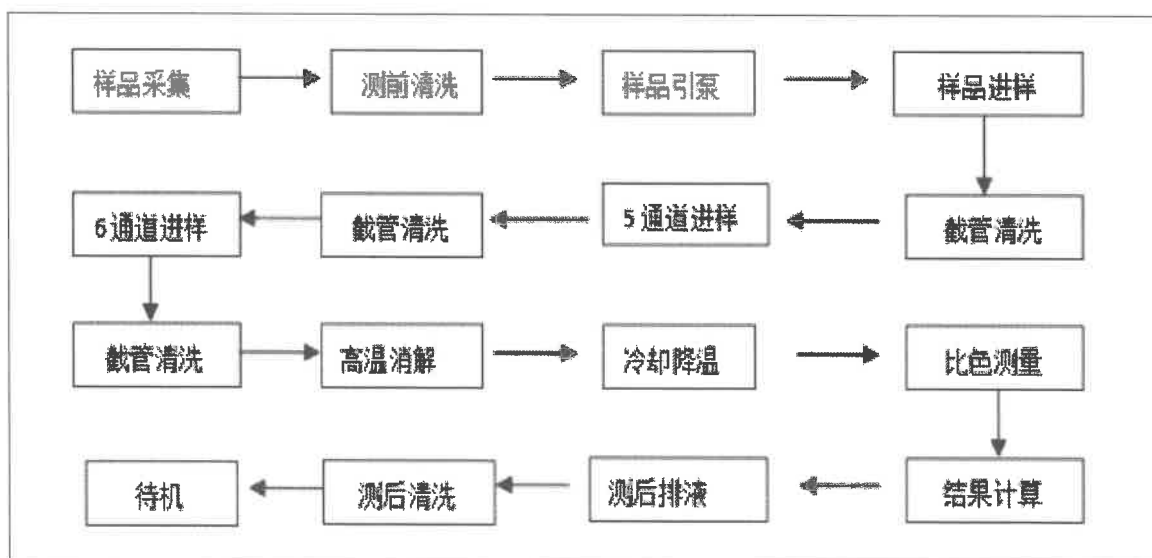 样品采集
测前清洗
样品引泵
样品进样
6通道进样
截管清洗
5通道进样
截管清洗
截管清洗
高温消解
冷却降温
比色测量
待机
测后清洗
测后排液
结果计算